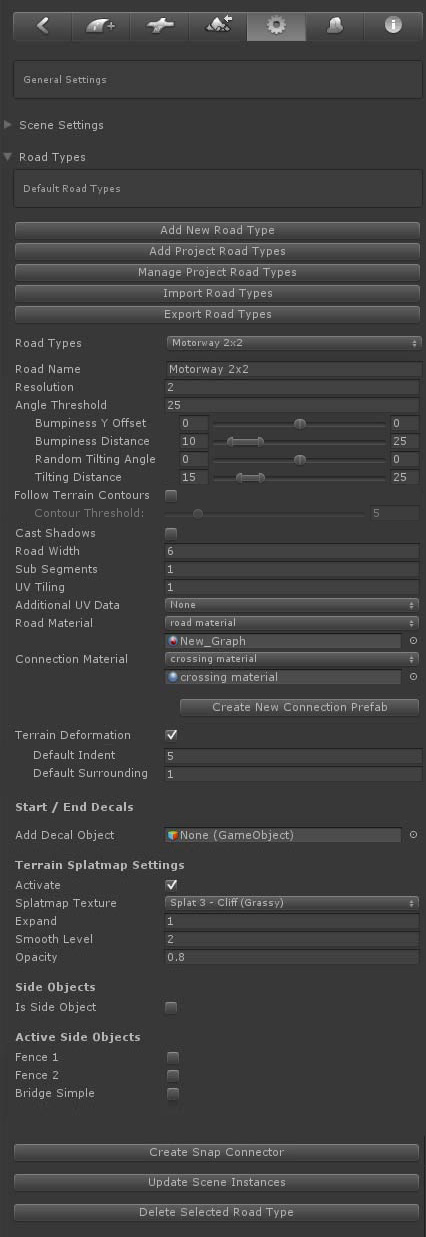 General Settings
Scene Settings
Road Types
Default Road Types
Add New Road Type
Add Project Road Types
Manage Project Road Types
Import Road Types
Export Road Types
Road Types Motorway 2x2
Road Name Motorway 2x2
Resolution 2
Angle Threshold 25
Bumpiness Y Offset 0 0
Bumpiness Distance 10 25
Random Tilting Angle 0 0
Tilting Distance 15 25
Follow Terrain Contours
Contour Threshold: 5
Cast Shadows
Road Width 6
Sub Segments 1
UV Tiling 1
Additional UV Data None
Road Material road material
New_Graph
Connection Material crossing material
crossing material
Create New Connection Prefab
Terrain Deformation
Default Indent 5
Default Surrounding 1
Start / End Decals
Add Decal Object None (GameObject)
Terrain Splatmap Settings
Activate
Splatmap Texture Splat 3 - Cliff (Grassy)
Expand 1
Smooth Level 2
Opacity 0.8
Side Objects
Is Side Object
Active Side Objects
Fence 1
Fence 2
Bridge Simple
Create Snap Connector
Update Scene Instances
Delete Selected Road Type